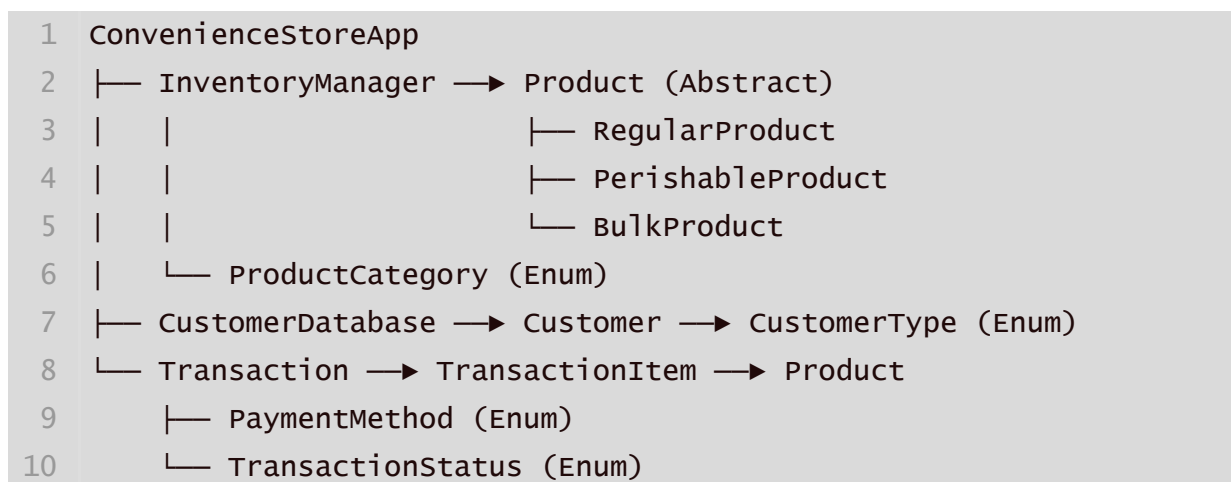 1 ConvenienceStoreApp
2 ├── InventoryManager ──► Product (Abstract)
3 │   │                    ├── RegularProduct
4 │   │                    ├── PerishableProduct
5 │   │                    └── BulkProduct
6 │   └── ProductCategory (Enum)
7 ├── CustomerDatabase ──► Customer ──► CustomerType (Enum)
8 └── Transaction ──► TransactionItem ──► Product
9     ├── PaymentMethod (Enum)
10     └── TransactionStatus (Enum)